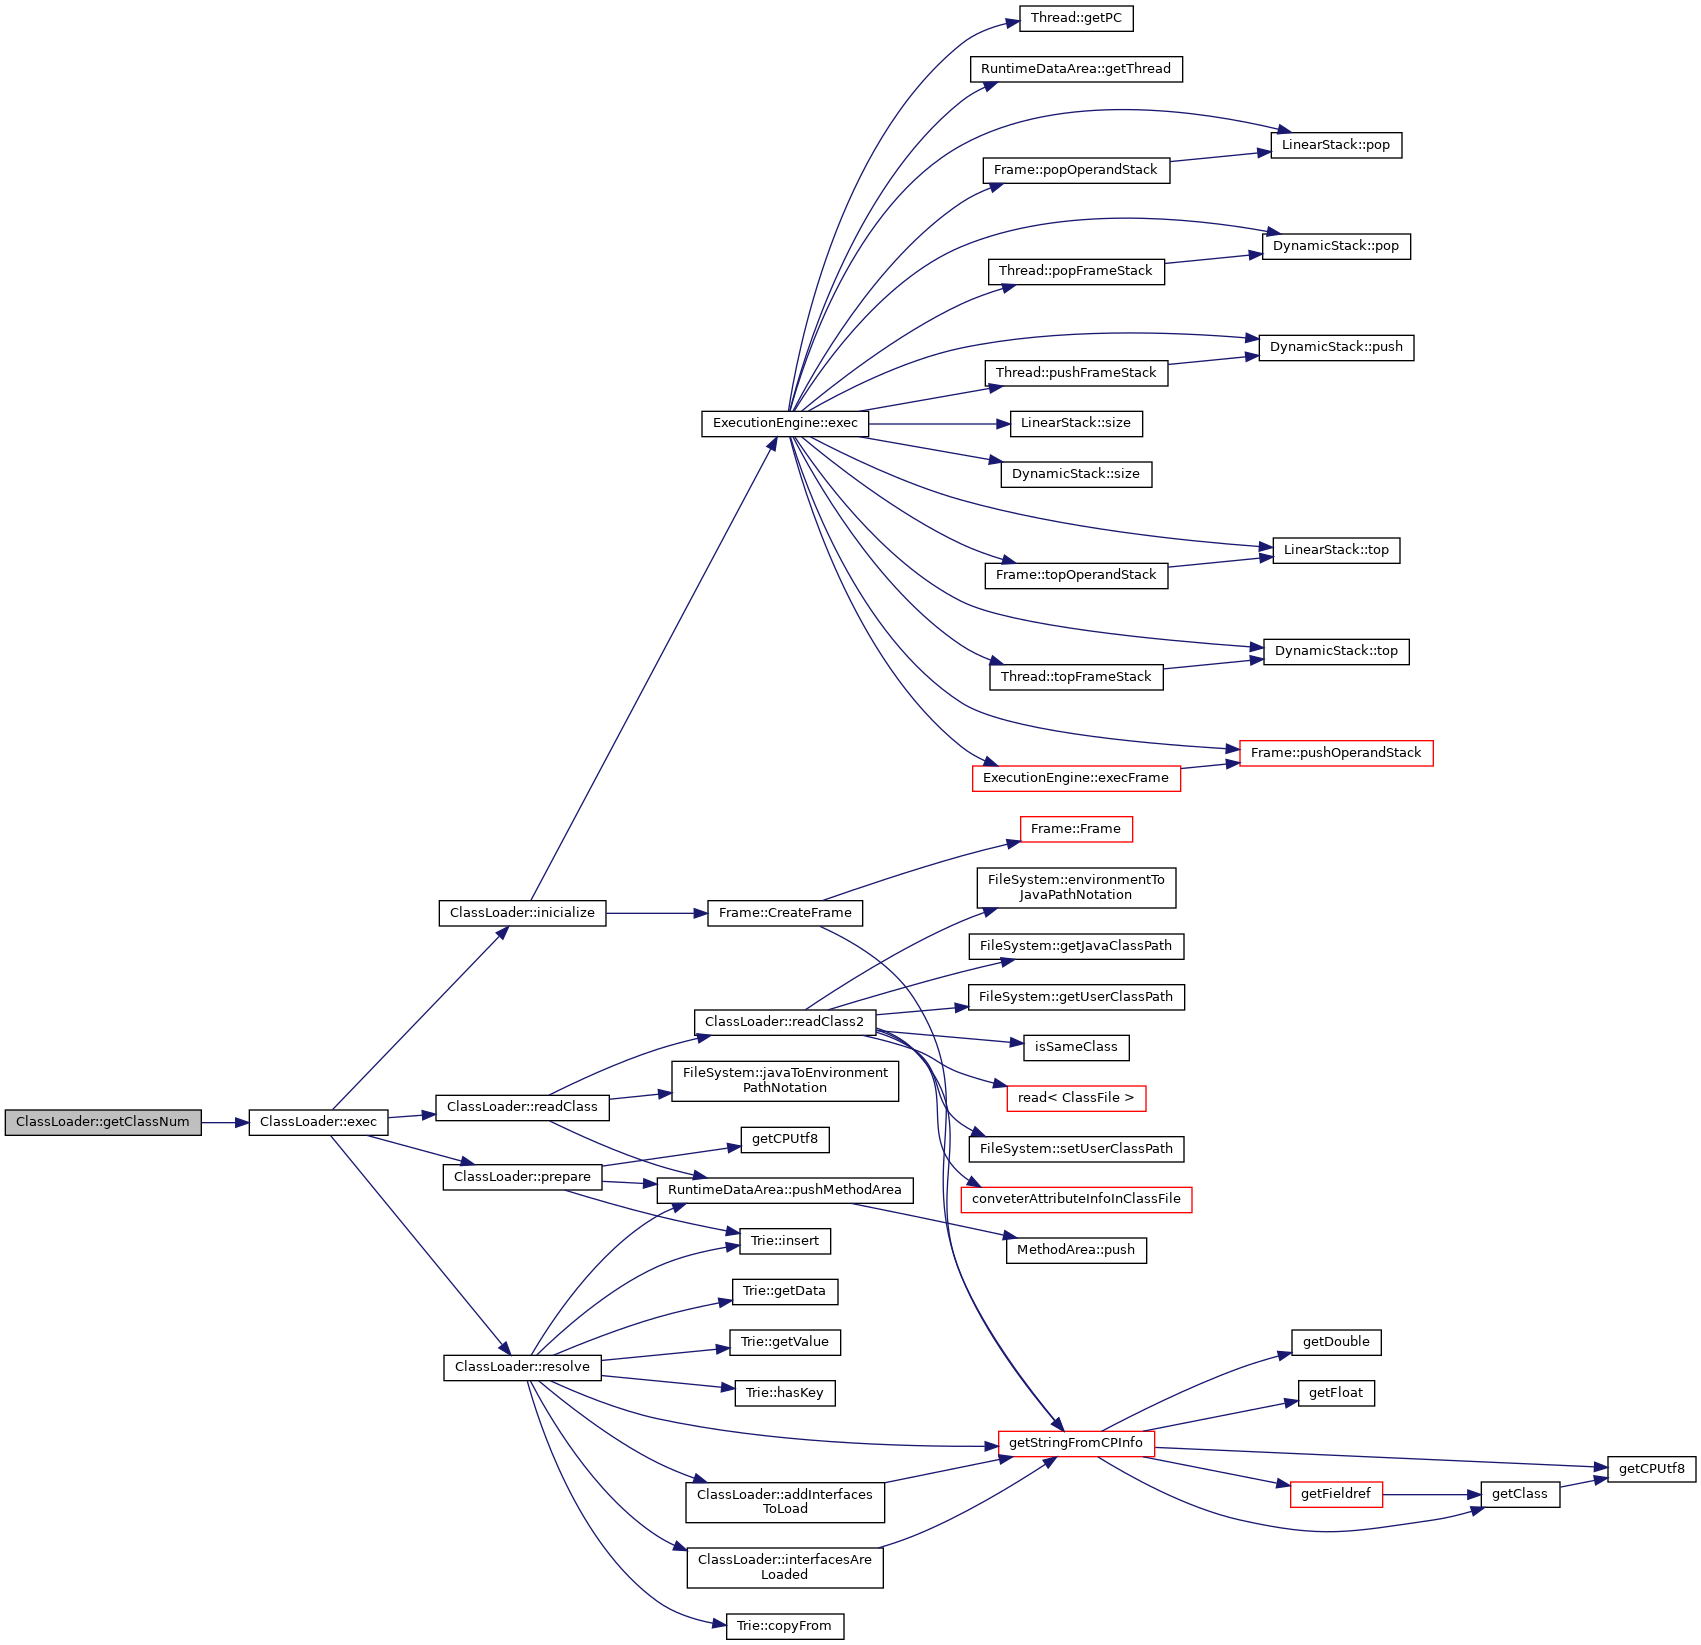 Thread::getPC
RuntimeDataArea::getThread
LinearStack::pop
Frame::popOperandStack
DynamicStack::pop
Thread::popFrameStack
DynamicStack::push
Thread::pushFrameStack
ExecutionEngine::exec
LinearStack::size
DynamicStack::size
LinearStack::top
Frame::topOperandStack
DynamicStack::top
Thread::topFrameStack
Frame::pushOperandStack
ExecutionEngine::execFrame
Frame::Frame
FileSystem::environmentTo
JavaPathNotation
ClassLoader::inicialize
Frame::CreateFrame
FileSystem::getJavaClassPath
FileSystem::getUserClassPath
ClassLoader::readClass2
isSameClass
FileSystem::javaToEnvironment
PathNotation
read< ClassFile >
ClassLoader::readClass
ClassLoader::getClassNum
ClassLoader::exec
getCPUtf8
FileSystem::setUserClassPath
ClassLoader::prepare
RuntimeDataArea::pushMethodArea
conveterAttributeInfoInClassFile
Trie::insert
MethodArea::push
Trie::getData
Trie::getValue
getDouble
ClassLoader::resolve
Trie::hasKey
getFloat
getStringFromCPInfo
getCPUtf8
ClassLoader::addInterfaces
ToLoad
getFieldref
getClass
ClassLoader::interfacesAre
Loaded
Trie::copyFrom